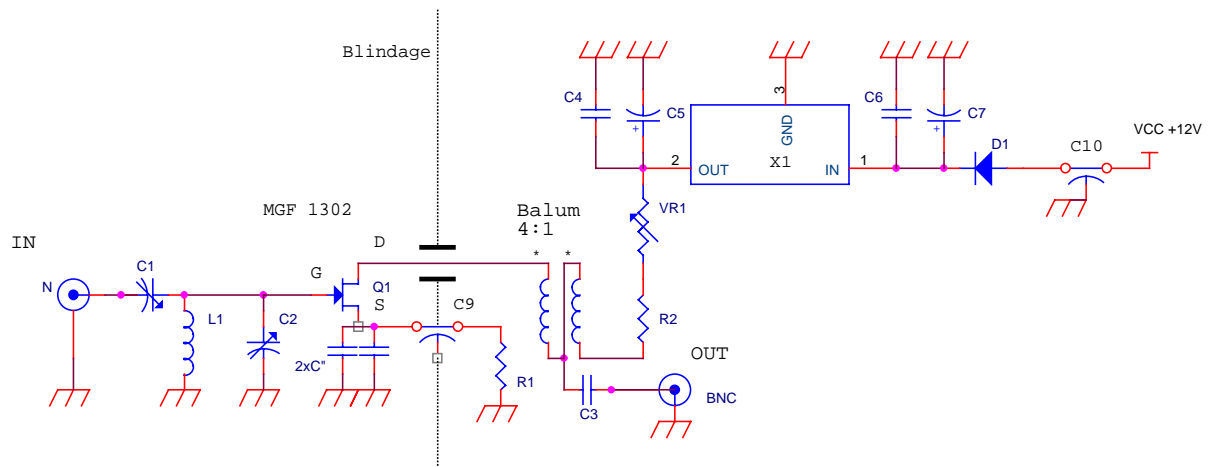 Blindage
C4
C5
3
GND
X1
2
OUT
IN
1
C6
C7
D1
C10
VCC +12V
MGF 1302
Balum
4:1
VR1
IN
D
*
*
N
C1
G
Q1
S
C9
L1
C2
R2
OUT
2xC"
R1
C3
BNC
+
+